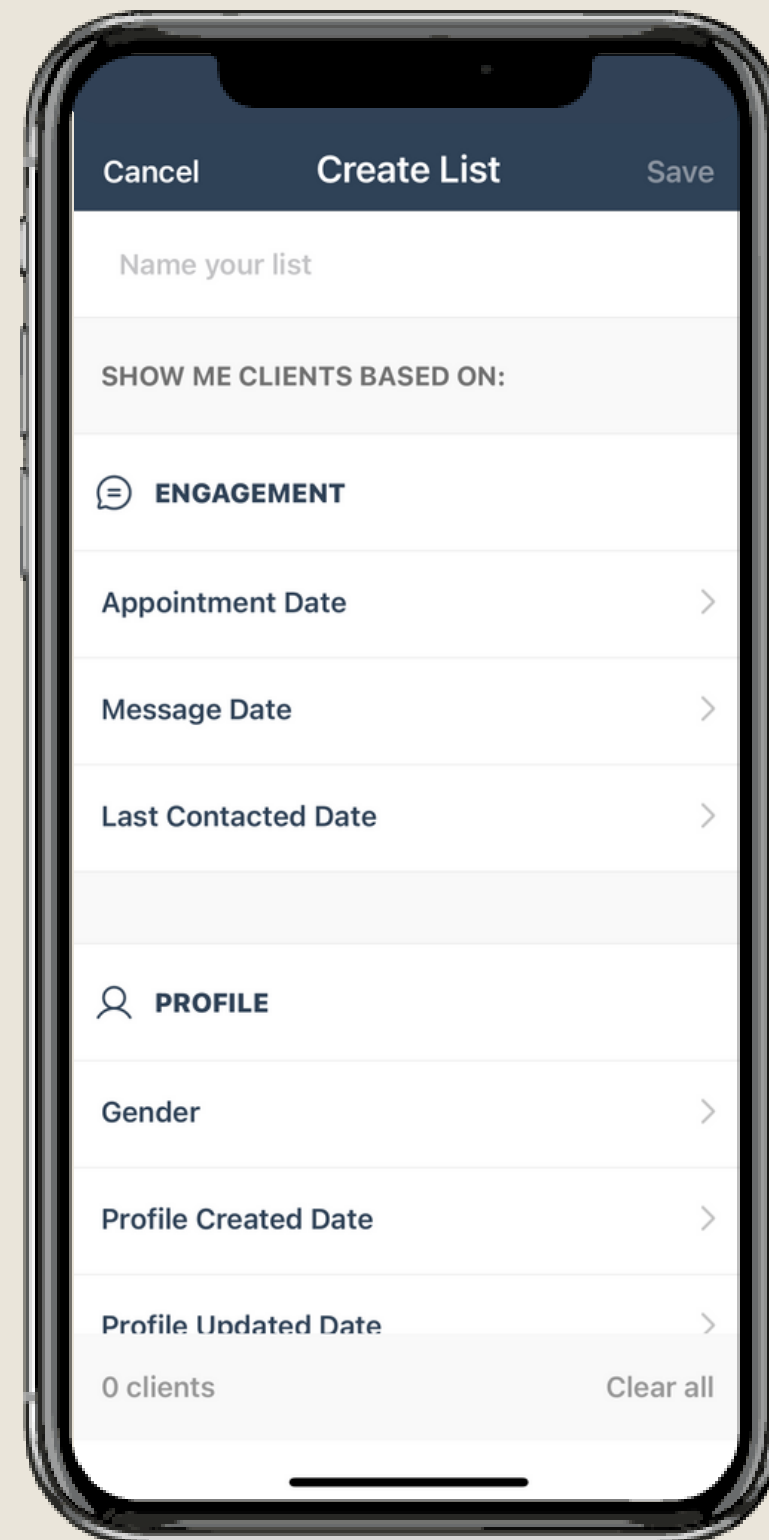 Cancel Create List Save
Name your list
SHOW ME CLIENTS BASED ON:
ENGAGEMENT
Appointment Date
Message Date
Last Contacted Date
PROFILE
Gender
Profile Created Date
Profile Updated Date
0 clients Clear all